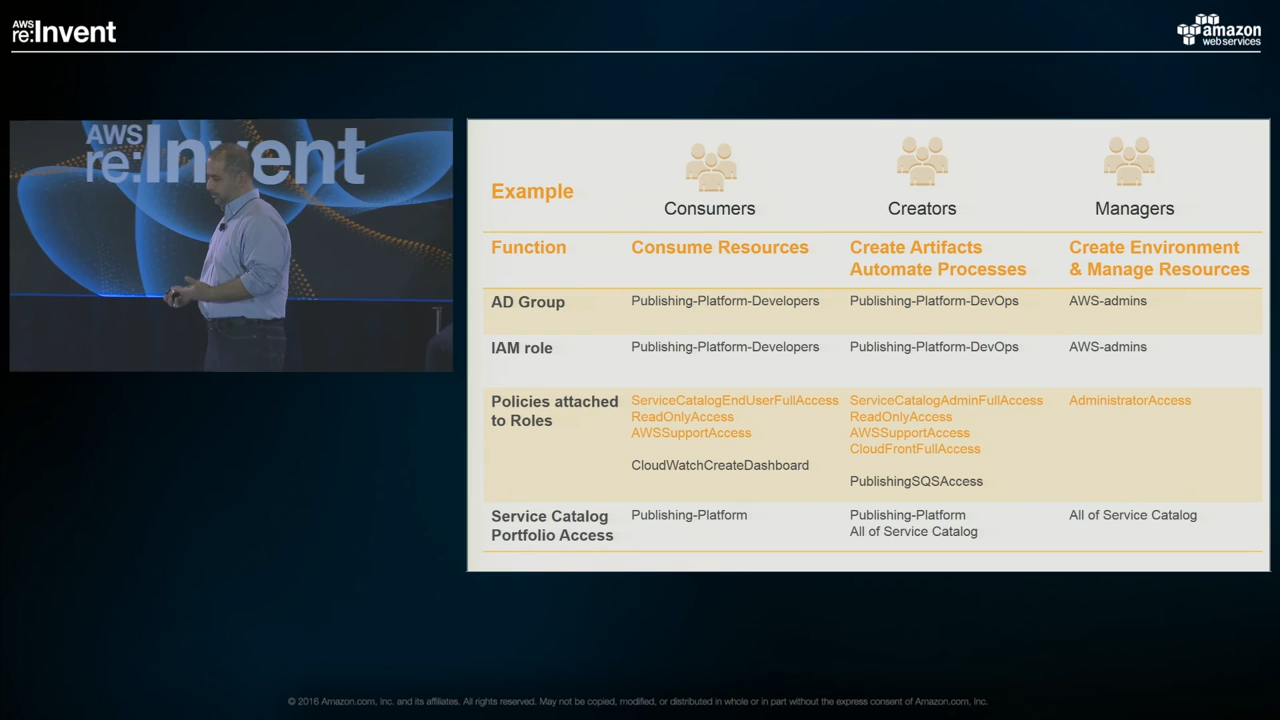 AWS
re:Invent
amazon
web services
AWS
re:Invent
Example
Consumers
Creators
Managers
Function
Consume Resources
Create Artifacts
Automate Processes
Create Environment
& Manage Resources
AD Group
Publishing-Platform-Developers
Publishing-Platform-DevOps
AWS-admins
IAM role
Publishing-Platform-Developers
Publishing-Platform-DevOps
AWS-admins
Policies attached
to Roles
ServiceCatalogEndUserFullAccess
ReadOnlyAccess
AWSSupportAccess
CloudWatchCreateDashboard
ServiceCatalogAdminFullAccess
ReadOnlyAccess
AWSSupportAccess
CloudFrontFullAccess
PublishingSQSAccess
AdministratorAccess
Service Catalog
Portfolio Access
Publishing-Platform
Publishing-Platform
All of Service Catalog
All of Service Catalog
© 2016 Amazon.com, Inc. and its affiliates. All rights reserved. May not be copied, modified, or distributed in whole or in part without the express consent of Amazon.com, Inc.